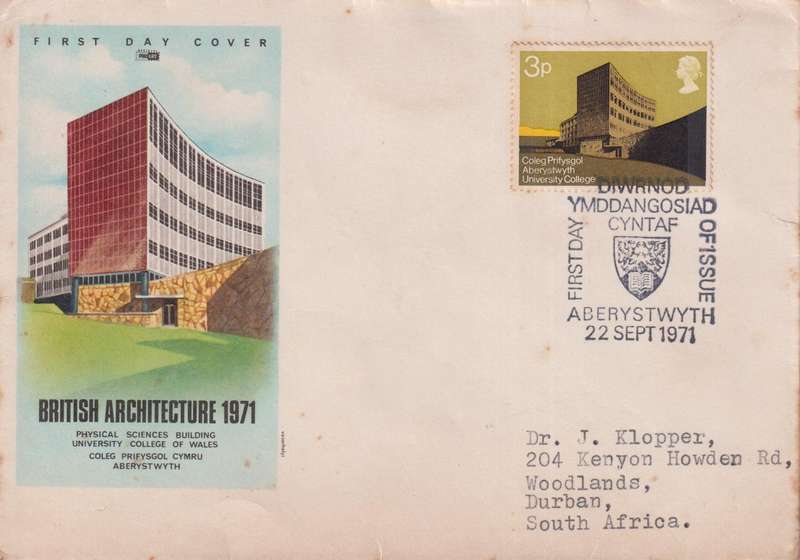 FIRST DAY COVER
BRITISH ARCHITECTURE 1971
PHYSICAL SCIENCES BUILDING
UNIVERSITY COLLEGE OF WALES
COLEG PRIFYSGOL CYMRU
ABERYSTWYTH
3p
Coleg Prifysgol
Aberystwyth
University College
DIWRNOD
YMDDANGOSIAD
CYNTAF
FIRST DAY
OF ISSUE
ABERYSTWYTH
22 SEPT 1971
Dr. J. Klopper,
204 Kenyon Howden Rd,
Woodlands,
Durban,
South Africa.